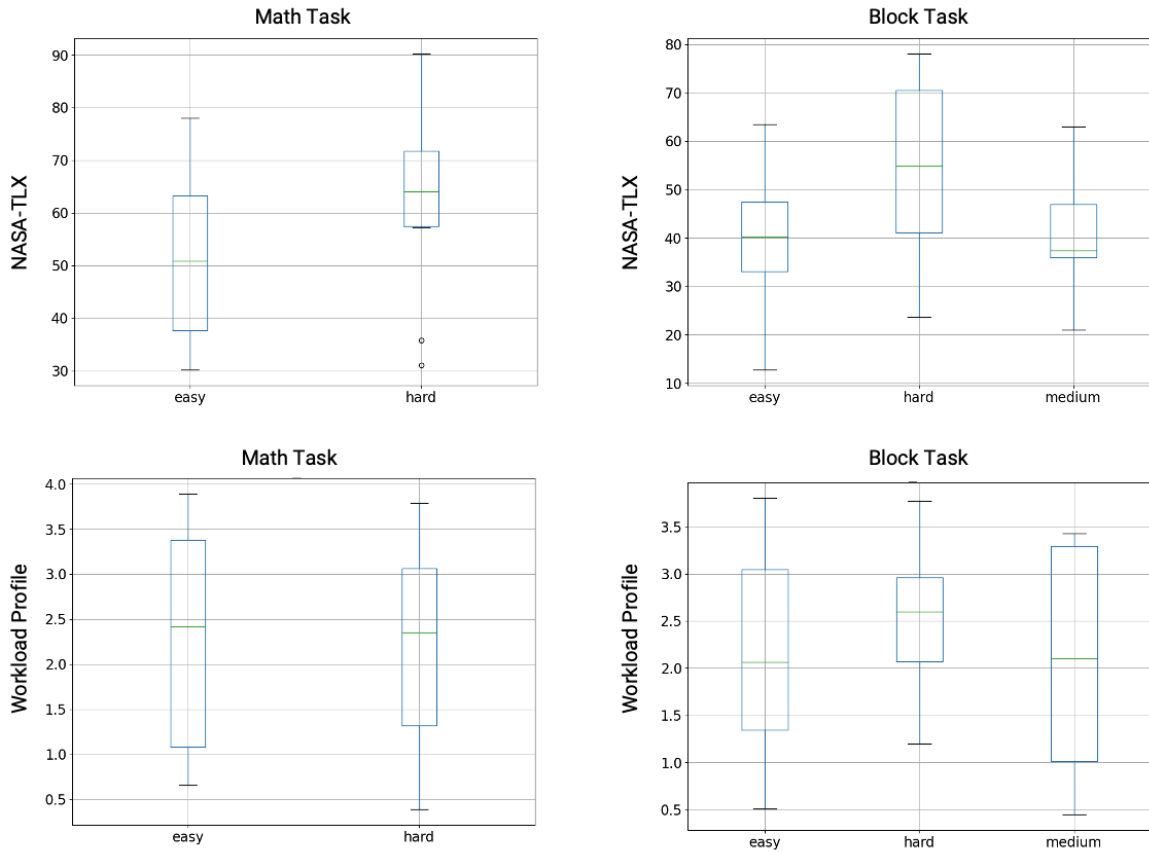 Math Task
NASA-TLX
90
80
70
60
50
40
30
easy hard
Block Task
NASA-TLX
80
70
60
50
40
30
20
10
easy hard medium
Math Task
Workload Profile
4.0
3.5
3.0
2.5
2.0
1.5
1.0
0.5
easy hard
Block Task
Workload Profile
3.5
3.0
2.5
2.0
1.5
1.0
0.5
easy hard medium